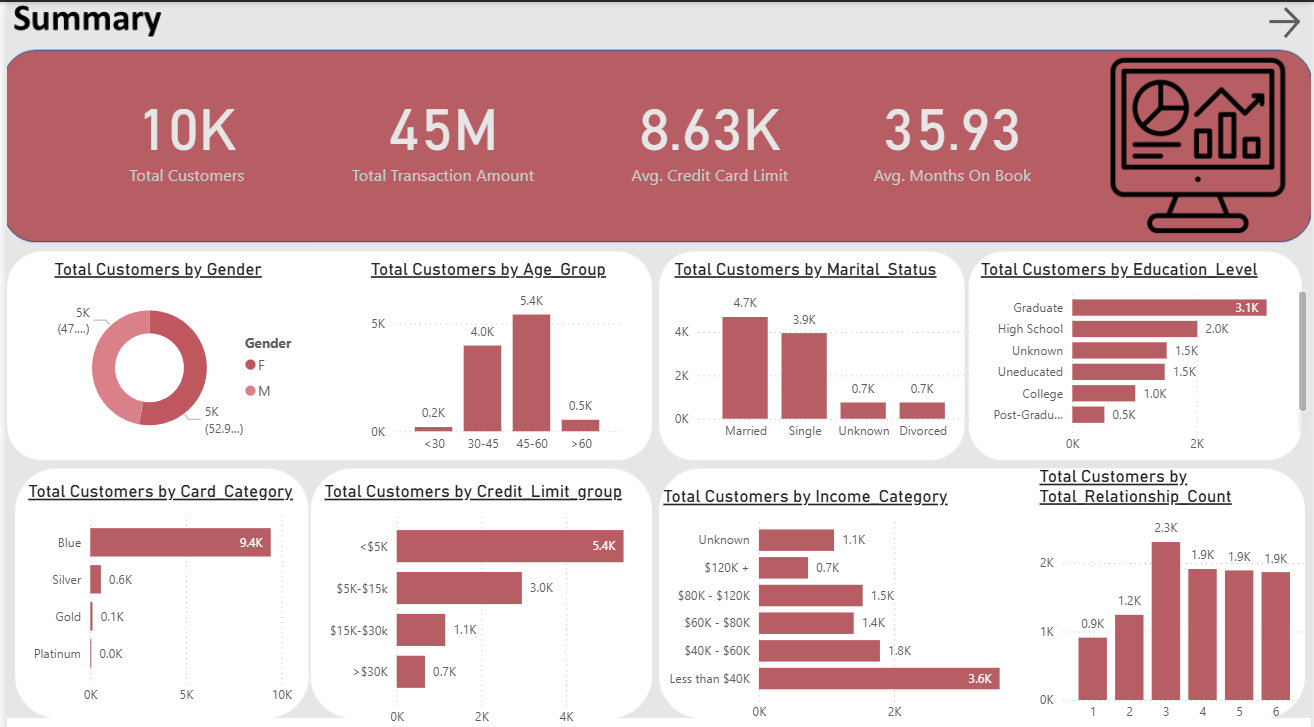 Summary
10K
Total Customers
45M
Total Transaction Amount
8.63K
Avg. Credit Card Limit
35.93
Avg. Months On Book
Total Customers by Gender
5K
(47....)
5K
(52.9...)
Gender
F
M
Total Customers by Age_Group
5K
0K
0.2K
4.0K
5.4K
0.5K
<30
30-45
45-60
>60
Total Customers by Marital_Status
4K
2K
0K
4.7K
3.9K
0.7K
0.7K
Married
Single
Unknown
Divorced
Total Customers by Education_Level
Graduate
3.1K
High School
2.0K
Unknown
1.5K
Uneducated
1.5K
College
1.0K
Post-Gradu...
0.5K
0K
2K
Total Customers by Card_Category
Blue
9.4K
Silver
0.6K
Gold
0.1K
Platinum
0.0K
0K
5K
10K
Total Customers by Credit_Limit_group
<$5K
5.4K
$5K-$15k
3.0K
$15K-$30k
1.1K
>$30K
0.7K
0K
2K
4K
Total Customers by Income_Category
Unknown
1.1K
$120K +
0.7K
$80K - $120K
1.5K
$60K - $80K
1.4K
$40K - $60K
1.8K
Less than $40K
3.6K
0K
2K
Total Customers by
Total_Relationship_Count
2K
1K
0K
0.9K
1.2K
2.3K
1.9K
1.9K
1.9K
1
2
3
4
5
6